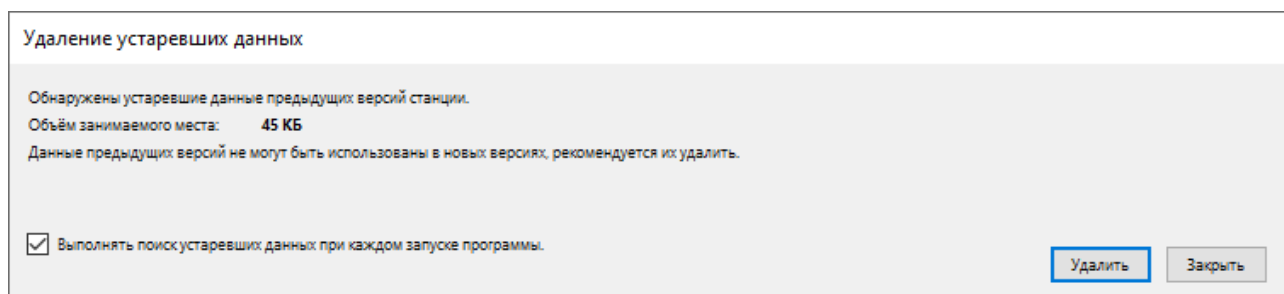 Удаление устаревших данных
Обнаружены устаревшие данные предыдущих версий станции.
Объём занимаемого места: 45 КБ
Данные предыдущих версий не могут быть использованы в новых версиях, рекомендуется их удалить.
Выполнять поиск устаревших данных при каждом запуске программы.
Удалить Закрыть